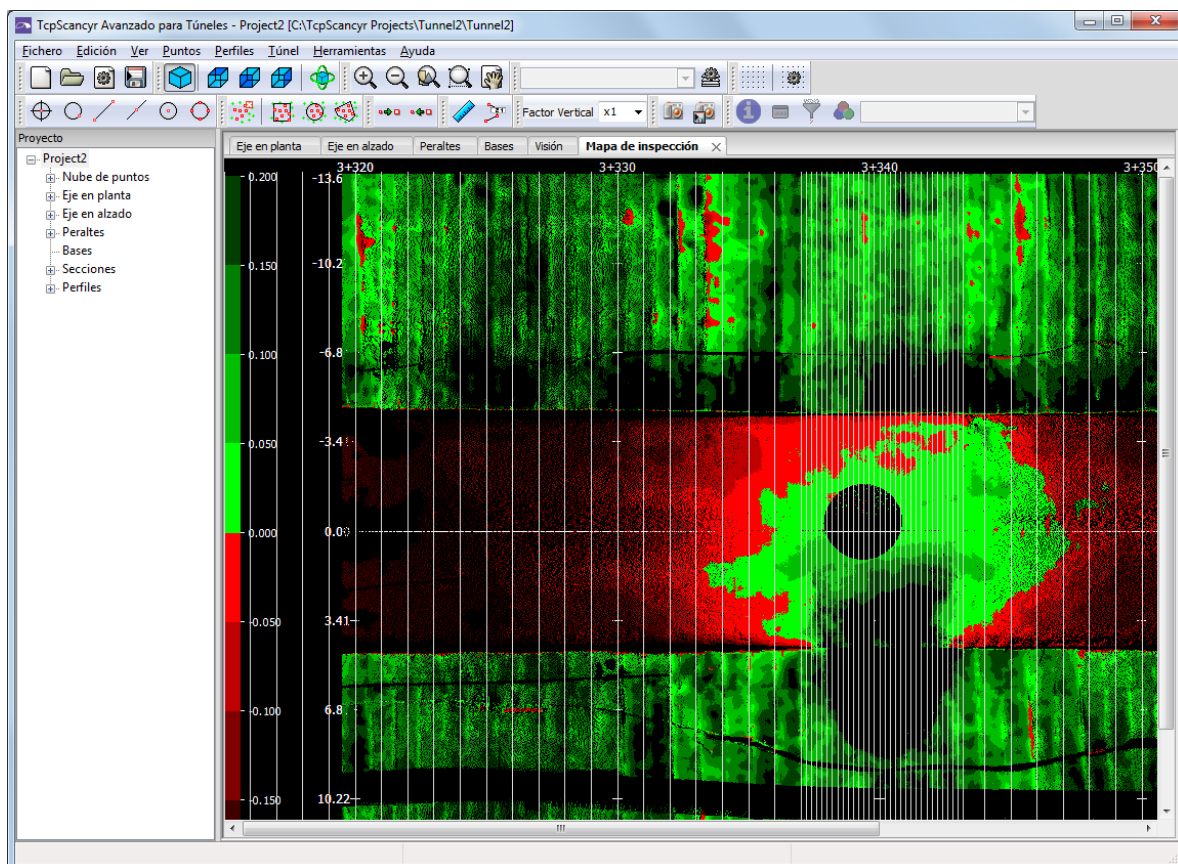 TcpScancyr Avanzado para Túneles - Project2 [C:\TcpScancyr Projects\Tunnel2\Tunnel2]
Fichero Edición Ver Puntos Perfiles Túnel Herramientas Ayuda
Factor Vertical x1
Proyecto
Project2
Nube de puntos
Eje en planta
Eje en alzado
Peraltes
Bases
Secciones
Perfiles
Eje en planta Eje en alzado Peraltes Bases Visión Mapa de inspección
3+320 3+330 3+340 3+350
0.200
0.150
0.100
0.050
0.000
-0.050
-0.100
-0.150
-13.6
-10.2
-6.8
-3.41
0.0
3.41
6.8
10.22